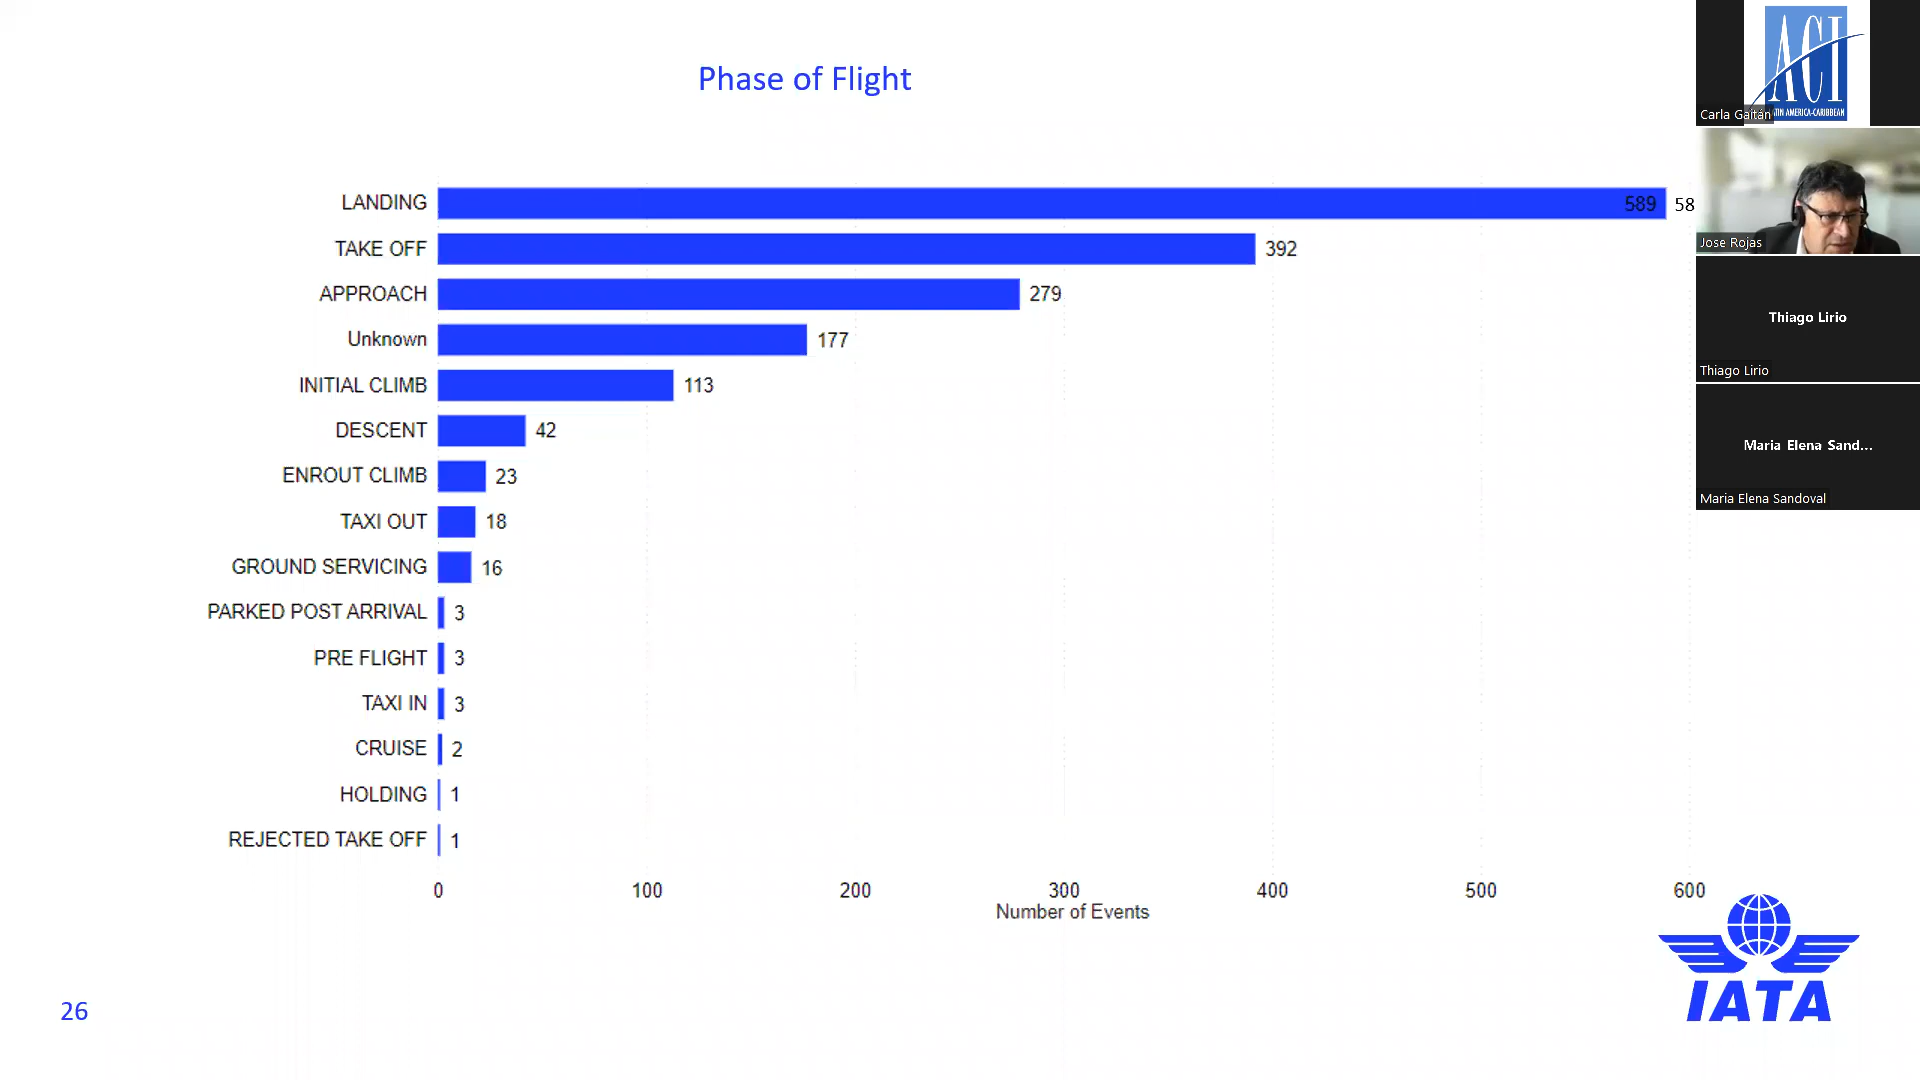 Phase of Flight
LANDING 589 58
TAKE OFF 392
APPROACH 279
Unknown 177
INITIAL CLIMB 113
DESCENT 42
ENROUT CLIMB 23
TAXI OUT 18
GROUND SERVICING 16
PARKED POST ARRIVAL 3
PRE FLIGHT 3
TAXI IN 3
CRUISE 2
HOLDING 1
REJECTED TAKE OFF 1
0 100 200 300 400 500 600
Number of Events
26
IATA
ACI
LATIN AMERICA-CARIBBEAN
Carla Gaitán
Jose Rojas
Thiago Lirio
Thiago Lirio
Maria Elena Sand...
Maria Elena Sandoval